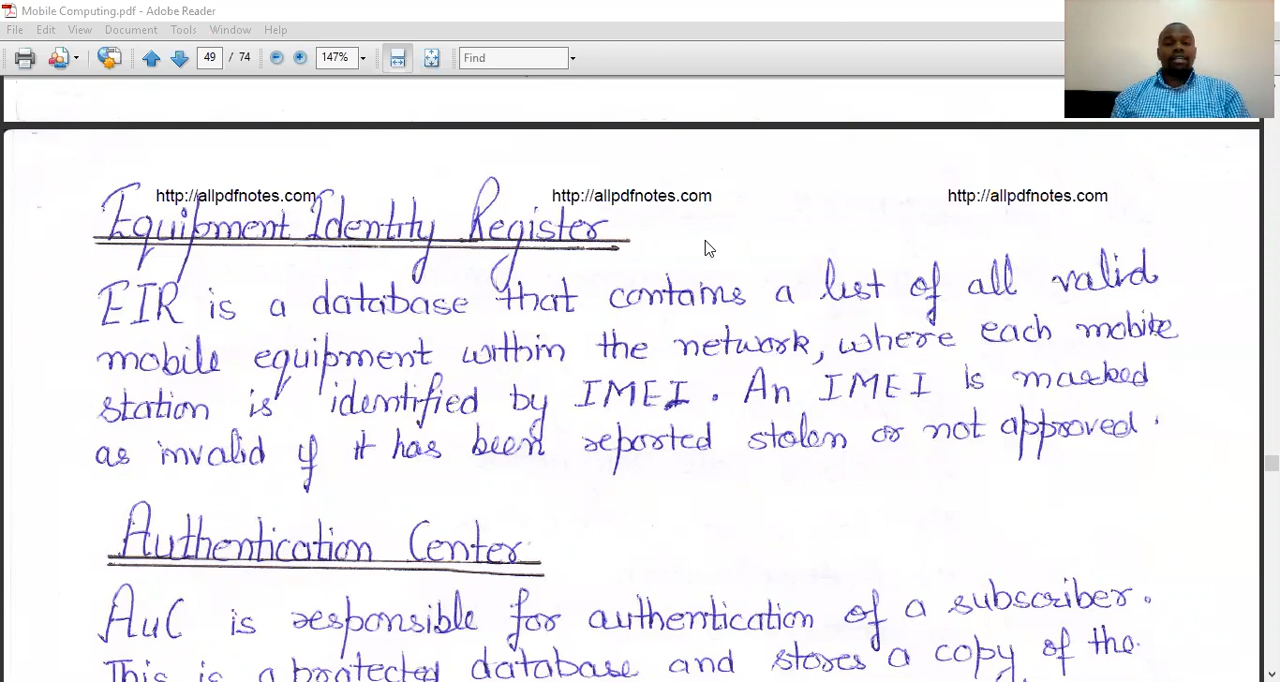 Mobile Computing.pdf - Adobe Reader
File Edit View Document Tools Window Help
49 / 74 147% Find
http://allpdfnotes.com http://allpdfnotes.com http://allpdfnotes.com
Equipment Identity Register
EIR is a database that contains a list of all valid
mobile equipment within the network, where each mobile
station is identified by IMEI. An IMEI is marked
as invalid if it has been reported stolen or not approved.
Authentication Center
AuC is responsible for authentication of a subscriber.
This is a protected database and stores a copy of the